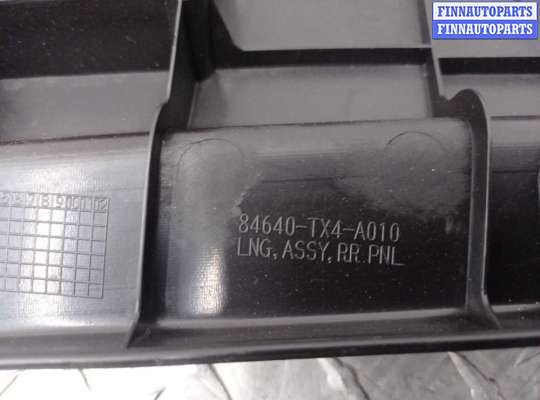 FINNAUTOPARTS
FINNAUTOPARTS
84640-TX4-A010
LNG, ASSY, RR. PNL